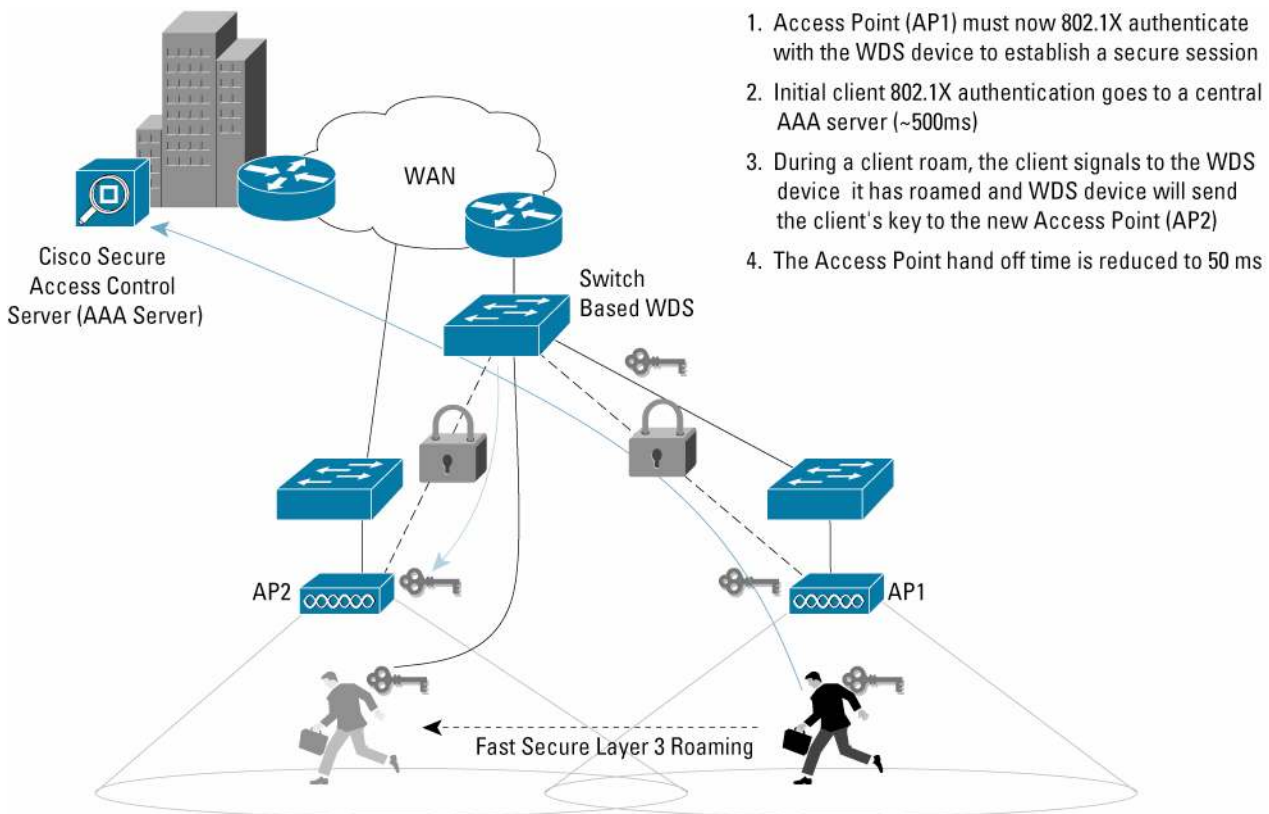 1. Access Point (AP1) must now 802.1X authenticate
with the WDS device to establish a secure session
2. Initial client 802.1X authentication goes to a central
AAA server (~500ms)
3. During a client roam, the client signals to the WDS
device it has roamed and WDS device will send
the client's key to the new Access Point (AP2)
4. The Access Point hand off time is reduced to 50 ms
WAN
Cisco Secure
Access Control
Server (AAA Server)
Switch
Based WDS
AP2
AP1
Fast Secure Layer 3 Roaming